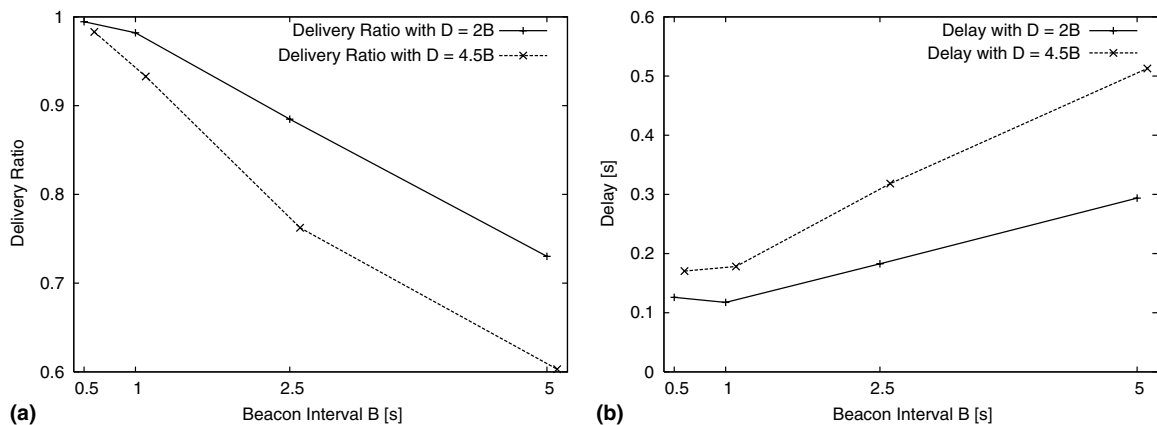 1
0.9
0.8
0.7
0.6
Delivery Ratio
Delivery Ratio with D = 2B
Delivery Ratio with D = 4.5B
0.5 1 2.5 5
Beacon Interval B [s]
(a)
0.6
0.5
0.4
0.3
0.2
0.1
0
Delay [s]
Delay with D = 2B
Delay with D = 4.5B
0.5 1 2.5 5
Beacon Interval B [s]
(b)